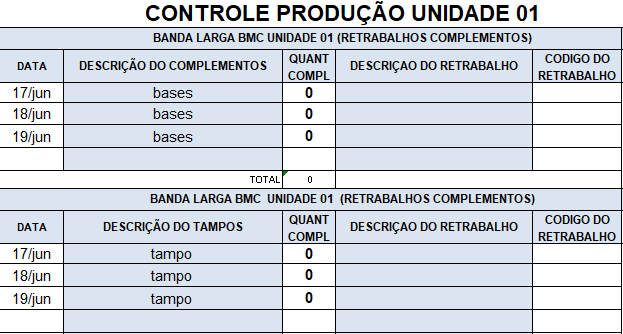 CONTROLE PRODUÇÃO UNIDADE 01
BANDA LARGA BMC UNIDADE 01 (RETRABALHOS COMPLEMENTOS)
DATA DESCRIÇÃO DO COMPLEMENTOS QUANT COMPL DESCRIÇAO DO RETRABALHO CODIGO DO RETRABALHO
17/jun bases 0
18/jun bases 0
19/jun bases 0
TOTAL 0
BANDA LARGA BMC UNIDADE 01 (RETRABALHOS COMPLEMENTOS)
DATA DESCRIÇÃO DO TAMPOS QUANT COMPL DESCRIÇAO DO RETRABALHO CODIGO DO RETRABALHO
17/jun tampo 0
18/jun tampo 0
19/jun tampo 0